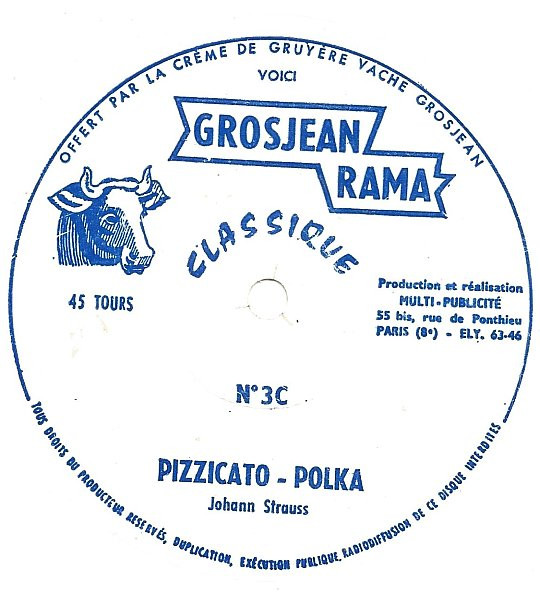 OFFERT PAR LA CRÈME DE GRUYÈRE VACHE GROSJEAN
VOICI
GROSJEAN
RAMA
CLASSIQUE
45 TOURS
Production et réalisation
MULTI-PUBLICITÉ
55 bis, rue de Ponthieu
PARIS (8e) - ELY. 63-46
N° 3C
PIZZICATO - POLKA
Johann Strauss
TOUS DROITS DU PRODUCTEUR RESERVÉS, DUPLICATION, EXÉCUTION PUBLIQUE, RADIODIFFUSION DE CE DISQUE INTERDITES